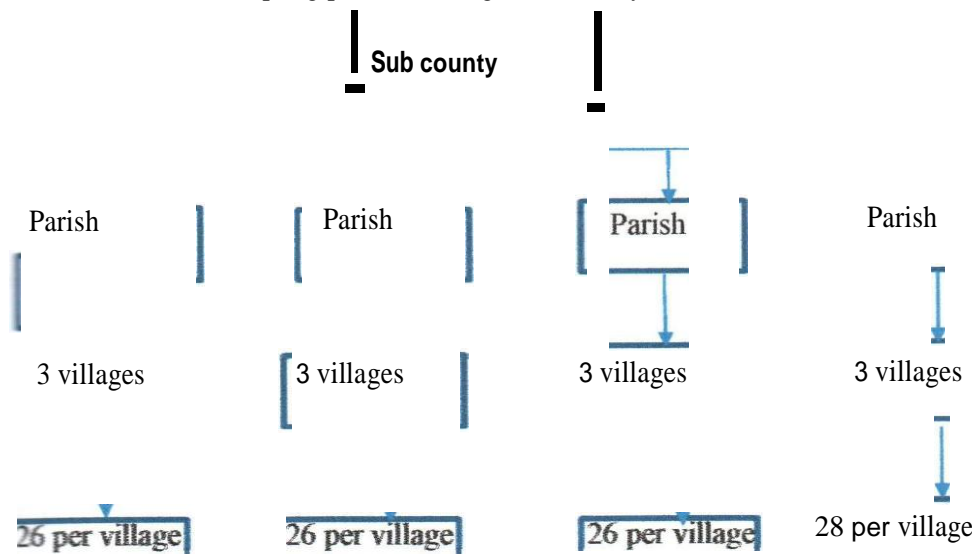 Sub county
Parish Parish Parish Parish
3 villages 3 villages 3 villages 3 villages
26 per village 26 per village 26 per village 28 per village